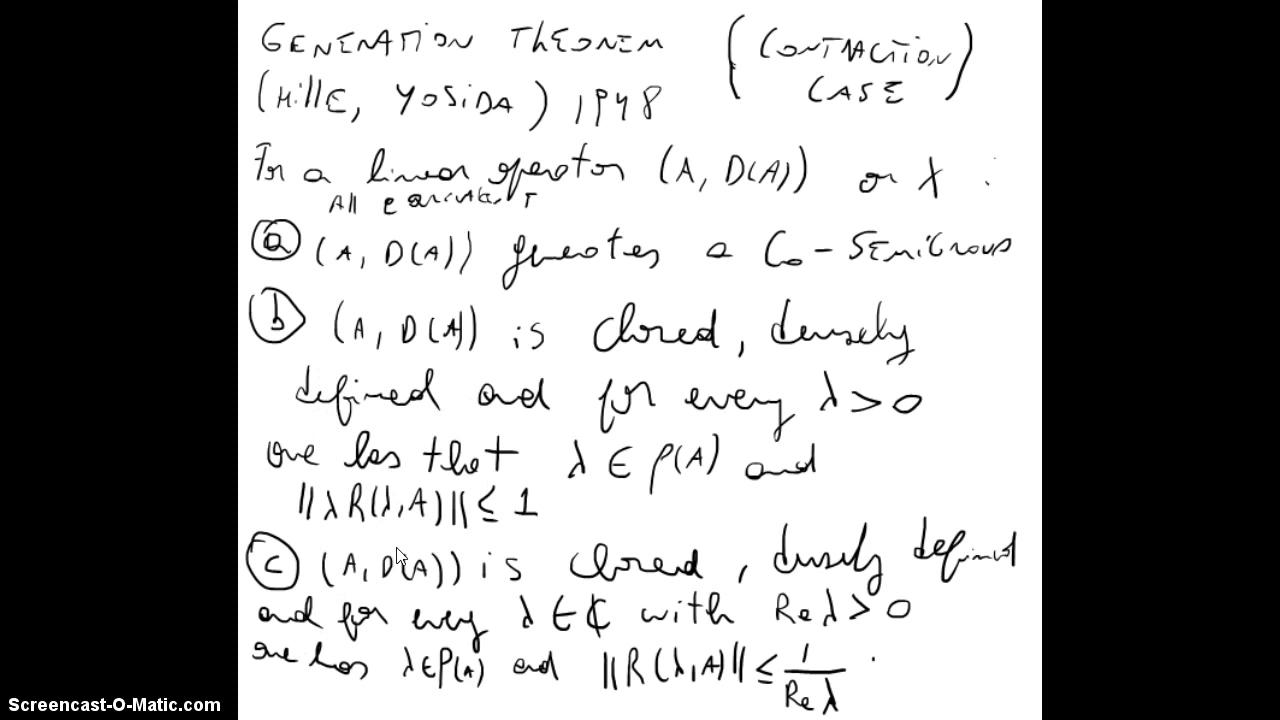 GENERATION THEOREM (CONTRACTION CASE)
(HillE, YOSiDA) 1948
For a linear operator (A, D(A)) on X :
All EQUIVALENT
ⓐ (A, D(A)) generates a C₀ - SEMIGROUP
ⓑ (A, D(A)) is closed, densely
defined and for every λ > 0
one has that λ ∈ ρ(A) and
||λ R(λ, A)|| ≤ 1
ⓒ (A, D(A)) is closed, densely defined
and for every λ ∈ ℂ with Re λ > 0
one has λ ∈ ρ(A) and ||R(λ, A)|| ≤ 1/Re λ .
Screencast-O-Matic.com